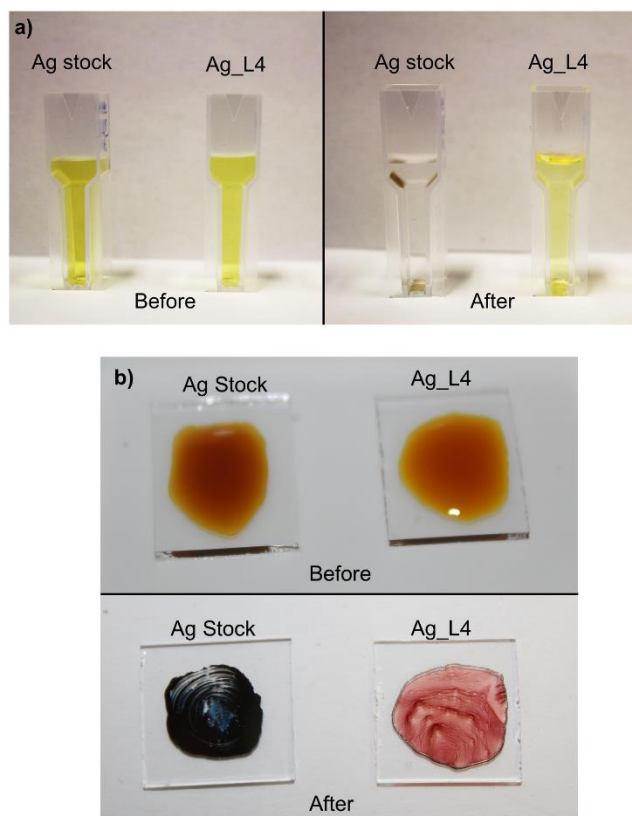 a)
Ag stock Ag_L4
Before
Ag stock Ag_L4
After
b)
Ag Stock Ag_L4
Before
Ag Stock Ag_L4
After